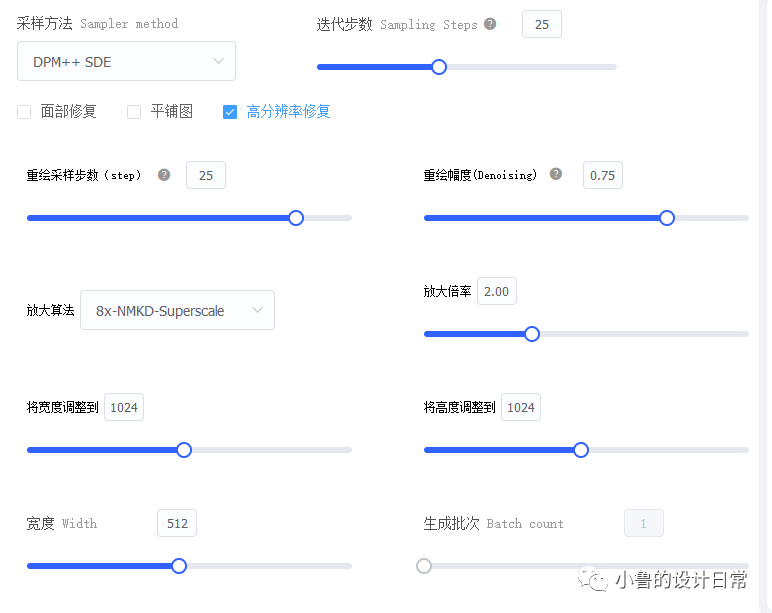 采样方法 Sampler method
迭代步数 Sampling Steps ? 25
DPM++ SDE
面部修复 平铺图 高分辨率修复
重绘采样步数（step） ? 25
重绘幅度(Denoising) ? 0.75
放大算法 8x-NMKD-Superscale
放大倍率 2.00
将宽度调整到 1024
将高度调整到 1024
宽度 Width 512
生成批次 Batch count 1
小鲁的设计日常